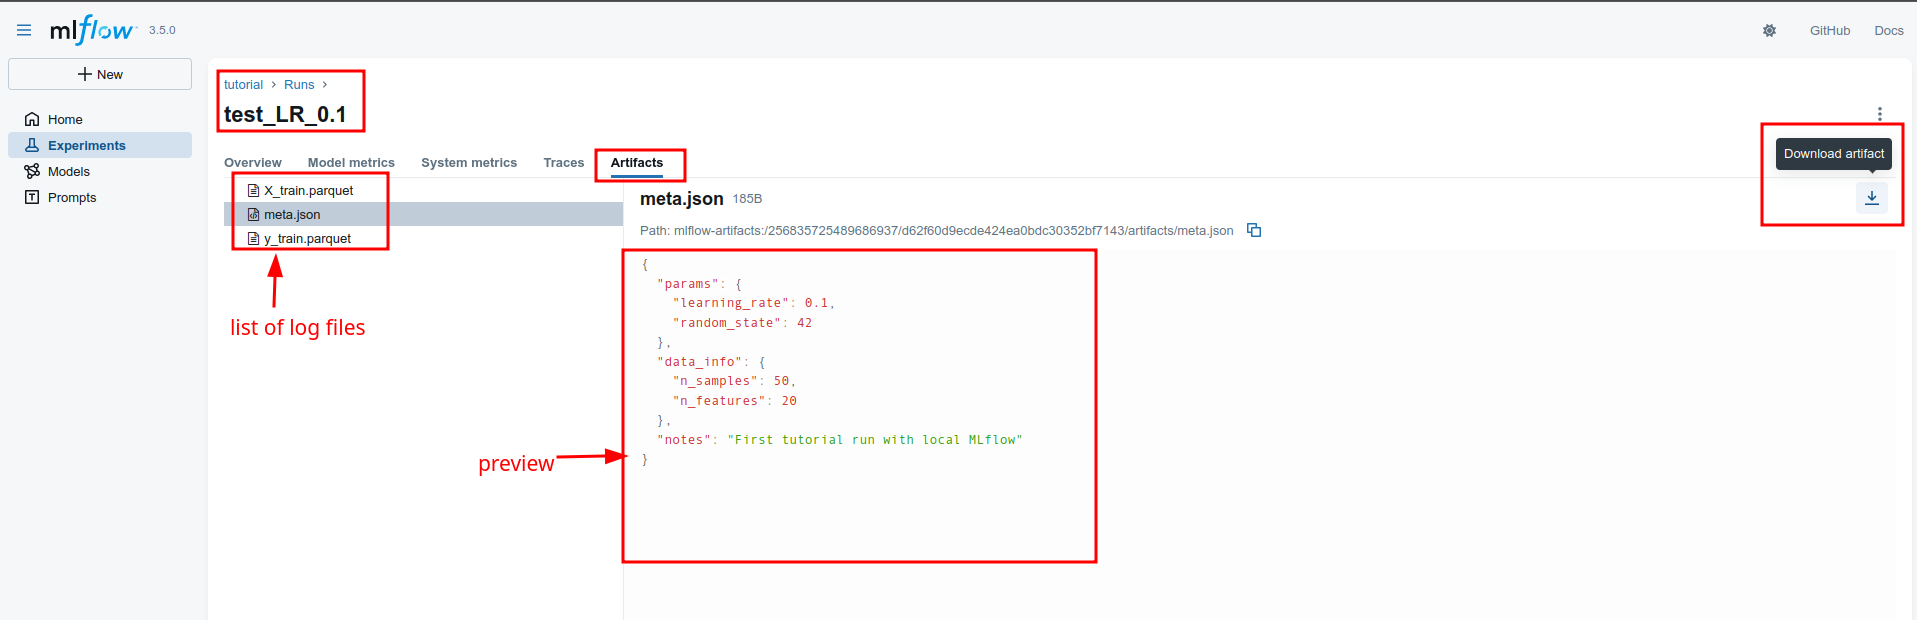 mlflow 3.5.0
GitHub Docs
New
Home
Experiments
Models
Prompts
tutorial > Runs >
test_LR_0.1
Overview Model metrics System metrics Traces Artifacts
Download artifact
X_train.parquet
meta.json
y_train.parquet
list of log files
meta.json 185B
Path: mlflow-artifacts:/256835725489686937/d62f60d9ecde424ea0bdc30352bf7143/artifacts/meta.json
{
"params": {
"learning_rate": 0.1,
"random_state": 42
},
"data_info": {
"n_samples": 50,
"n_features": 20
},
"notes": "First tutorial run with local MLflow"
}
preview